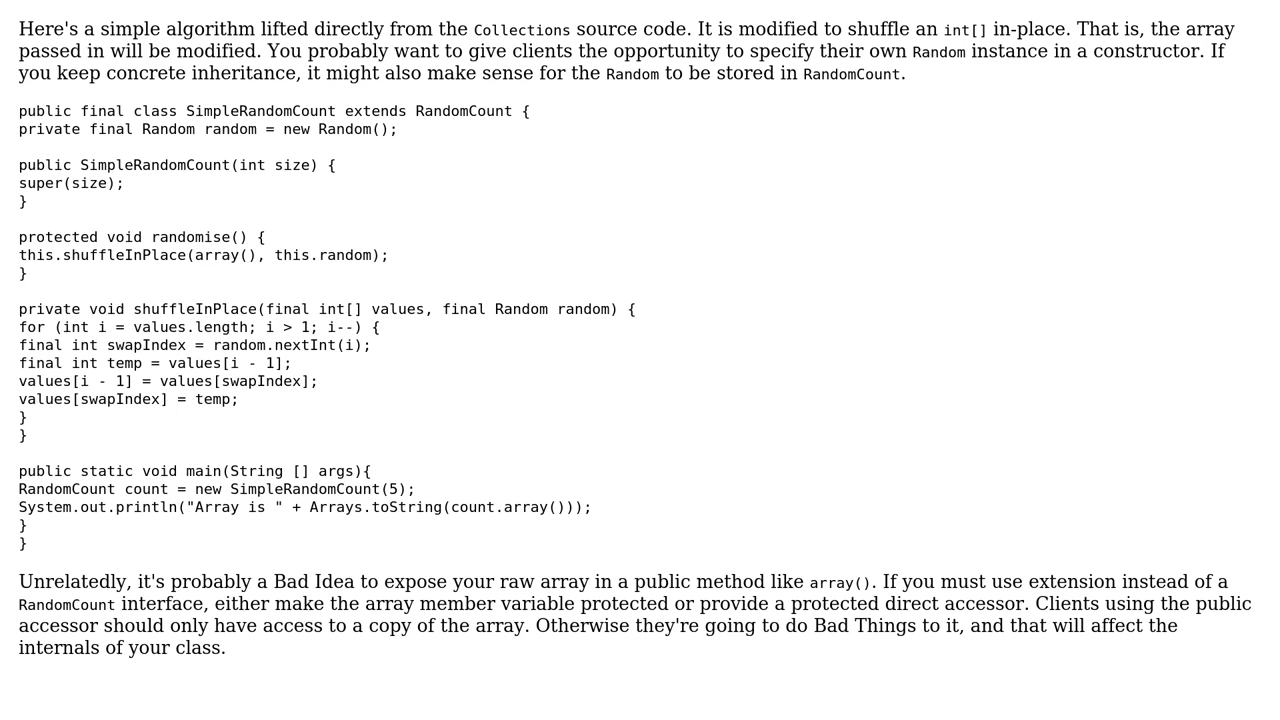 Here's a simple algorithm lifted directly from the Collections source code. It is modified to shuffle an int[] in-place. That is, the array
passed in will be modified. You probably want to give clients the opportunity to specify their own Random instance in a constructor. If
you keep concrete inheritance, it might also make sense for the Random to be stored in RandomCount.
public final class SimpleRandomCount extends RandomCount {
private final Random random = new Random();
public SimpleRandomCount(int size) {
super(size);
}
protected void randomise() {
this.shuffleInPlace(array(), this.random);
}
private void shuffleInPlace(final int[] values, final Random random) {
for (int i = values.length; i > 1; i--) {
final int swapIndex = random.nextInt(i);
final int temp = values[i - 1];
values[i - 1] = values[swapIndex];
values[swapIndex] = temp;
}
}
public static void main(String [] args){
RandomCount count = new SimpleRandomCount(5);
System.out.println("Array is " + Arrays.toString(count.array()));
}
}
Unrelatedly, it's probably a Bad Idea to expose your raw array in a public method like array(). If you must use extension instead of a
RandomCount interface, either make the array member variable protected or provide a protected direct accessor. Clients using the public
accessor should only have access to a copy of the array. Otherwise they're going to do Bad Things to it, and that will affect the
internals of your class.